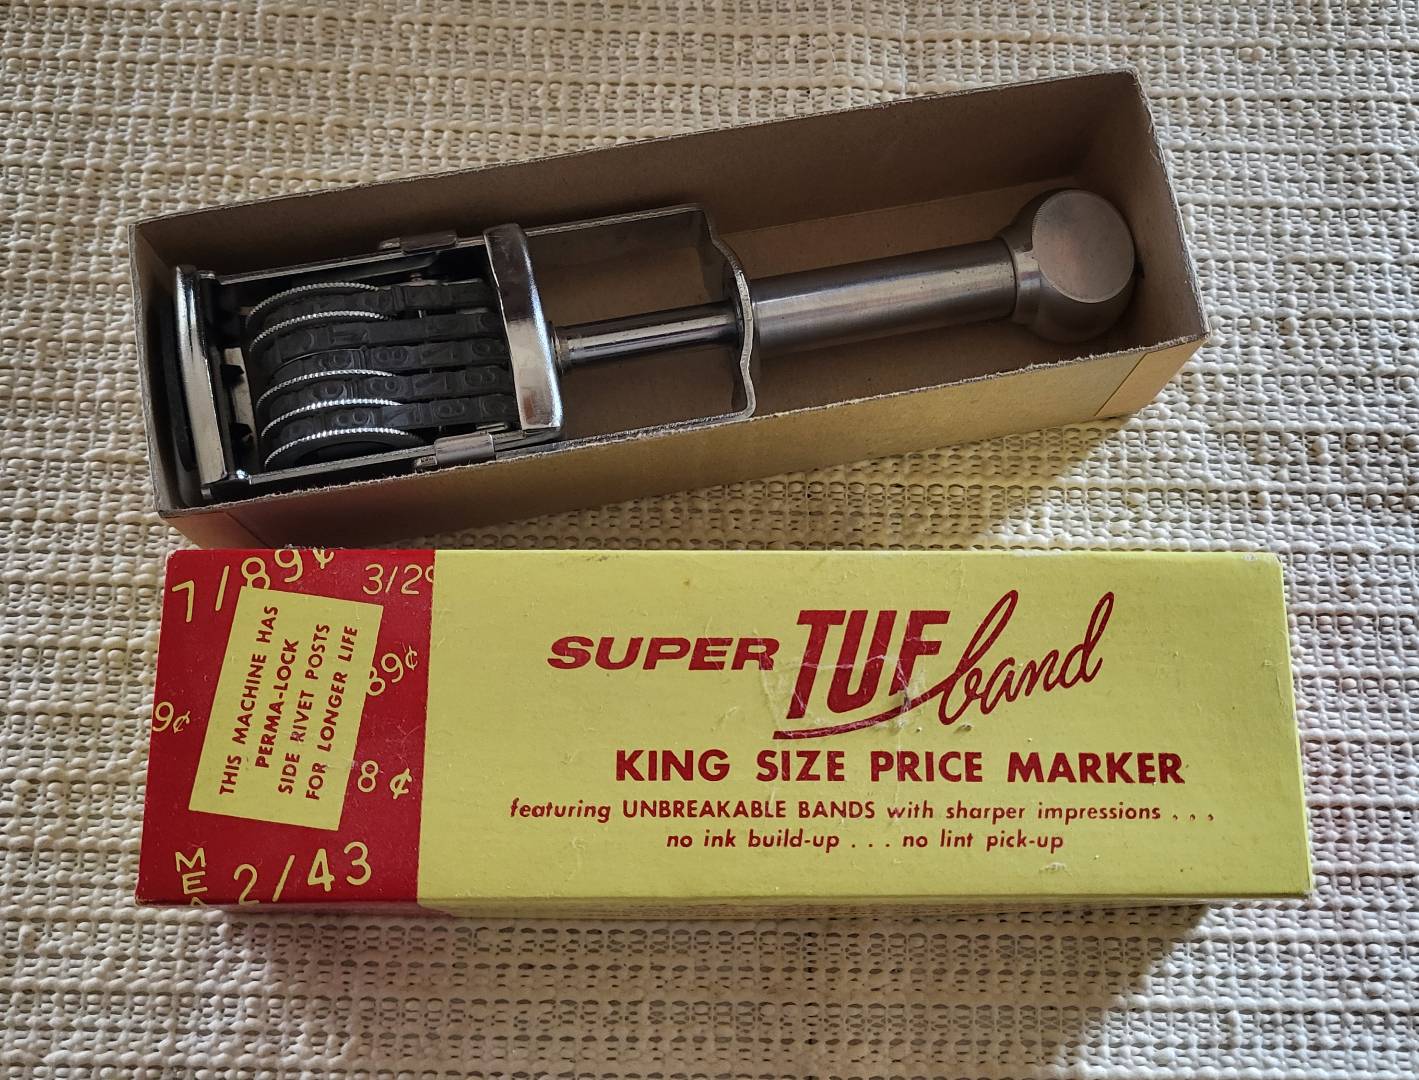 7/89¢
3/29
THIS MACHINE HAS
PERMA-LOCK
SIDE RIVET POSTS
FOR LONGER LIFE
89¢
9¢
8 ¢
2/43
SUPER TUF band
KING SIZE PRICE MARKER
featuring UNBREAKABLE BANDS with sharper impressions . . .
no ink build-up . . . no lint pick-up